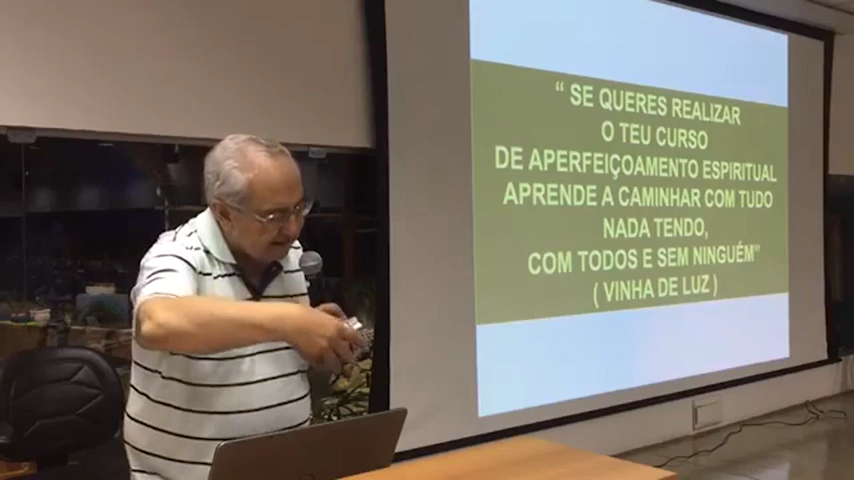 “ SE QUERES REALIZAR
O TEU CURSO
DE APERFEIÇOAMENTO ESPIRITUAL
APRENDE A CAMINHAR COM TUDO
NADA TENDO,
COM TODOS E SEM NINGUÉM”
( VINHA DE LUZ )